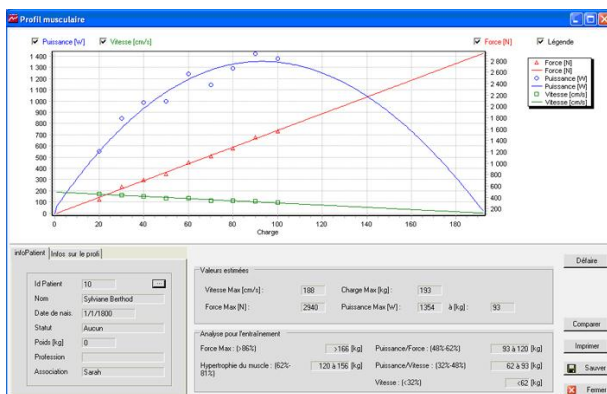 Profil musculaire
Puissance [W] Vitesse [cm/s] Force [N] Légende
1 400
1 300
1 200
1 100
1 000
900
800
700
600
500
400
300
200
100
0
2 800
2 600
2 400
2 200
2 000
1 800
1 600
1 400
1 200
1 000
800
600
400
200
Force [N]
Force [N]
Puissance [W]
Puissance [W]
Vitesse [cm/s]
Vitesse [cm/s]
0 20 40 60 80 100 120 140 160 180
Charge
infoPatient Infos sur le profil
Id Patient 10 ...
Nom Sylviane Berthod
Date de nais. 1/1/1800
Statut Aucun
Poids [kg] 0
Profession
Association Sarah
Valeurs estimées
Vitesse Max [cm/s] : 188 Charge Max [kg] : 193
Force Max [N] : 2940 Puissance Max [W] : 1354 à [kg] : 93
Analyse pour l'entraînement
Force Max : (>86%) >166 [kg] Puissance/Force : (48%-62%) 93 à 120 [kg]
Hypertrophie du muscle : (62%-
81%) 120 à 156 [kg] Puissance/Vitesse : (32%-48%) 62 à 93 [kg]
Vitesse : (<32%) <62 [kg]
Défaire
Comparer
Imprimer
Sauver
Fermer